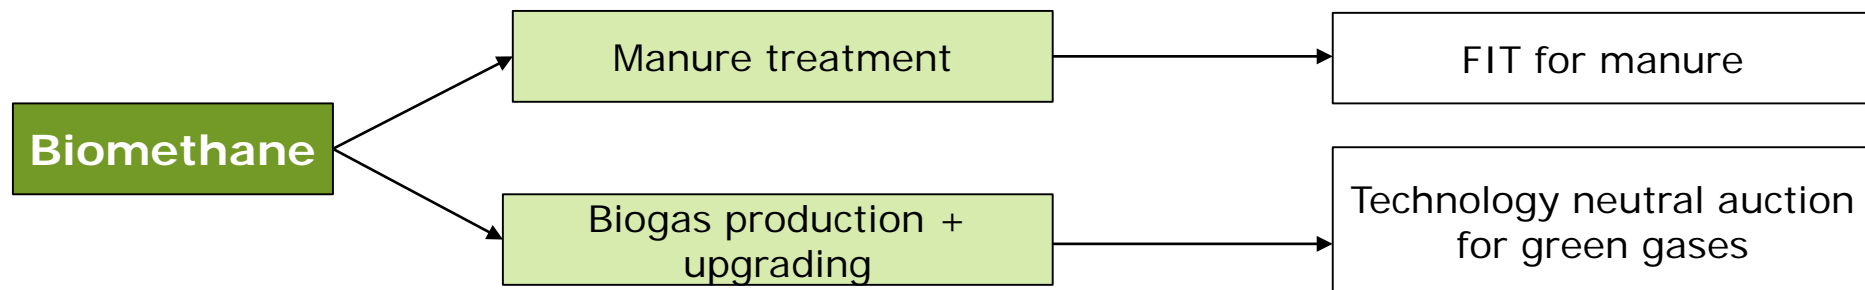 Manure treatment
FIT for manure
Biomethane
Biogas production +
upgrading
Technology neutral auction
for green gases